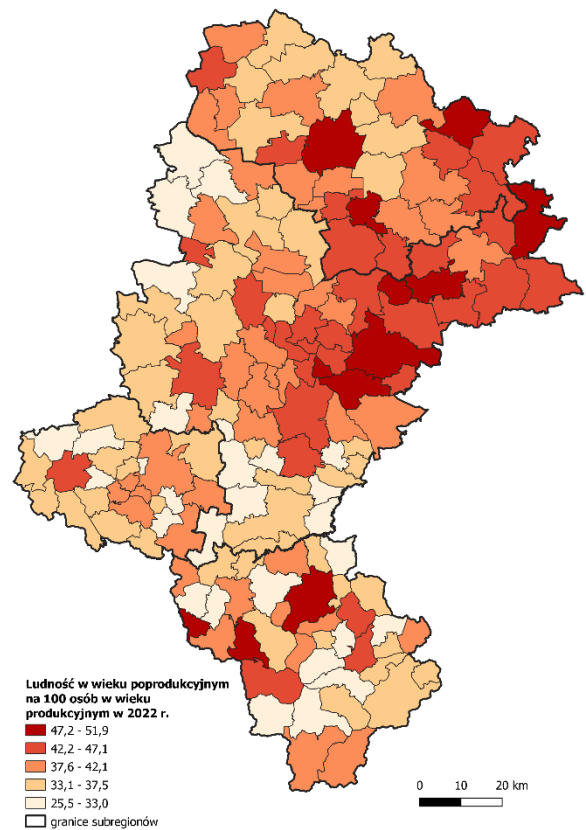 Ludność w wieku poprodukcyjnym
na 100 osób w wieku
produkcyjnym w 2022 r.
47,2 - 51,9
42,2 - 47,1
37,6 - 42,1
33,1 - 37,5
25,5 - 33,0
granice subregionów
0 10 20 km